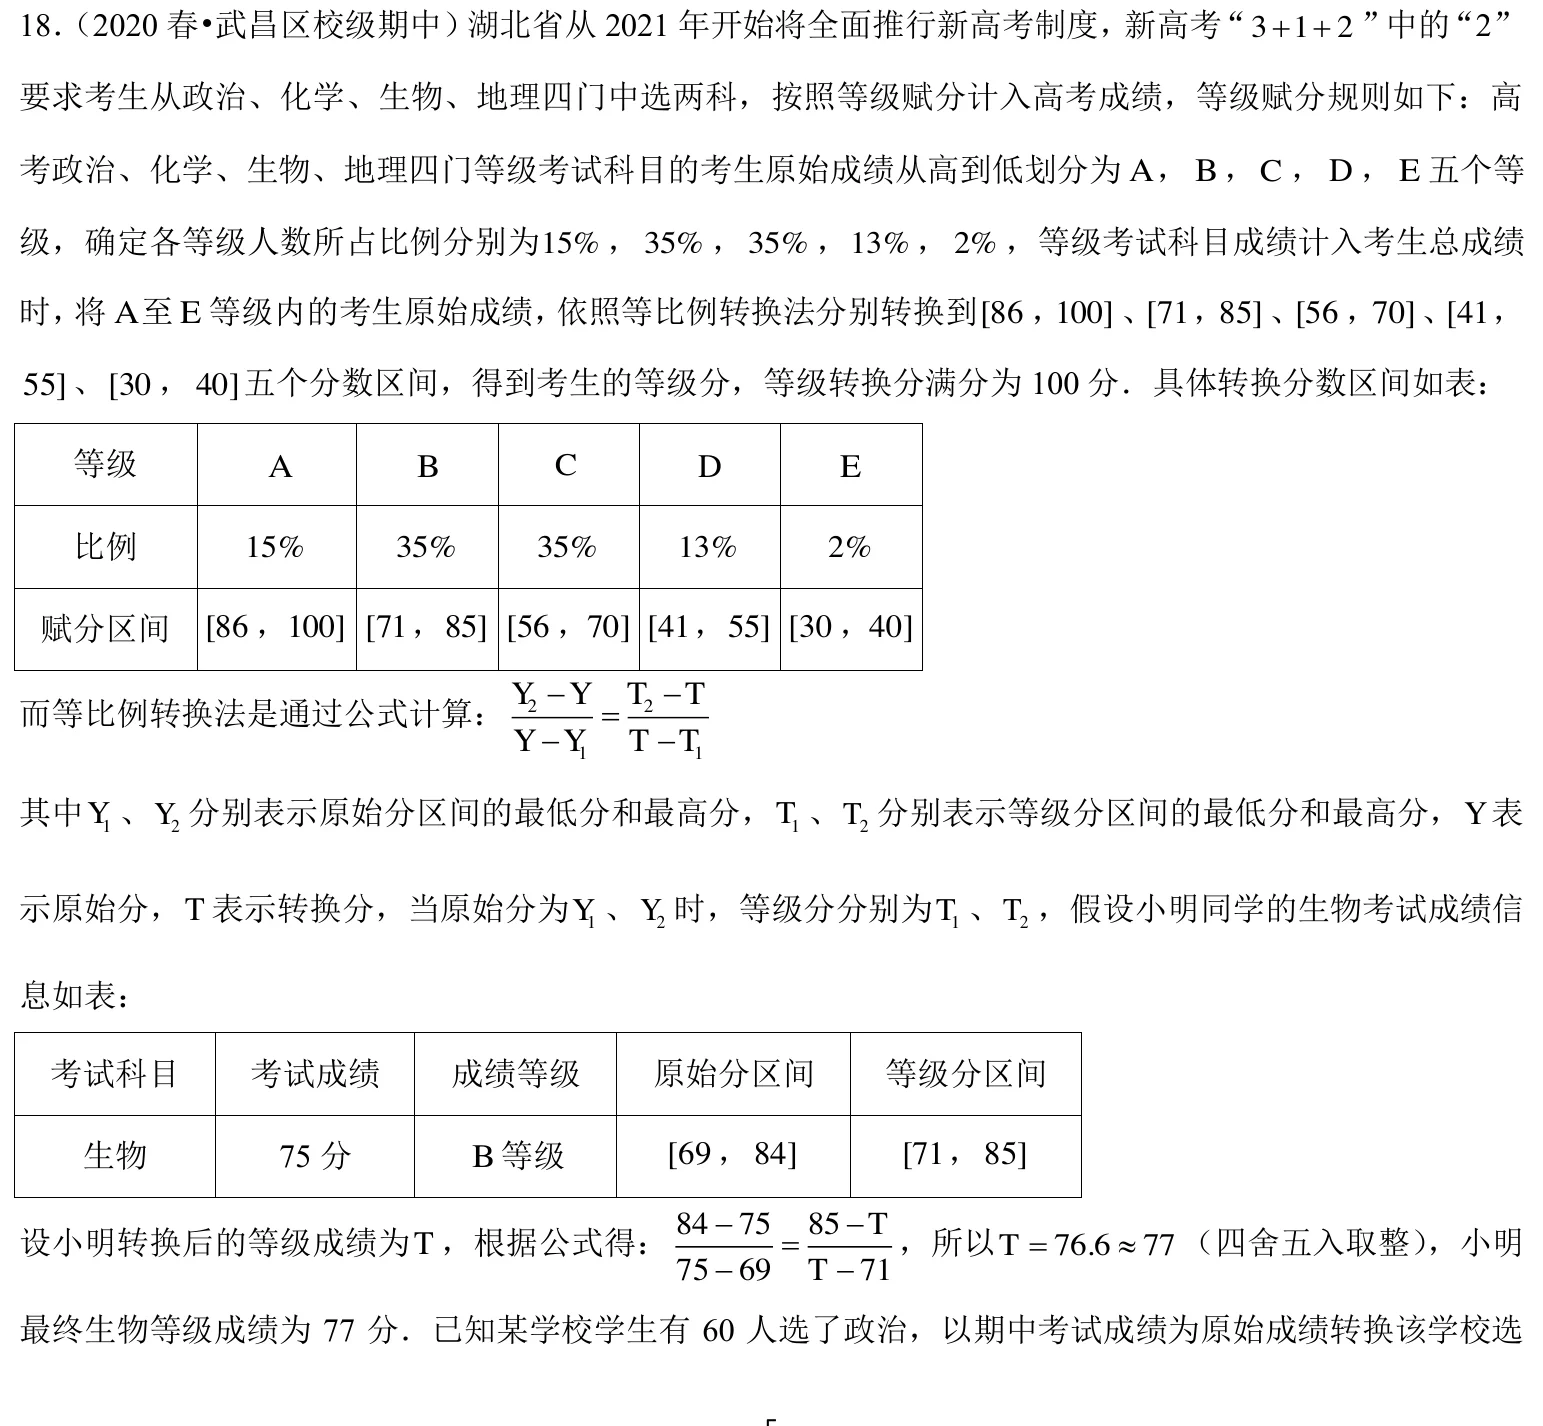 18．（2020 春•武昌区校级期中）湖北省从 2021 年开始将全面推行新高考制度，新高考“3+1+2”中的“2”
要求考生从政治、化学、生物、地理四门中选两科，按照等级赋分计入高考成绩，等级赋分规则如下：高
考政治、化学、生物、地理四门等级考试科目的考生原始成绩从高到低划分为 A，B，C，D，E 五个等
级，确定各等级人数所占比例分别为15%，35%，35%，13%，2%，等级考试科目成绩计入考生总成绩
时，将 A至 E 等级内的考生原始成绩，依照等比例转换法分别转换到[86，100]、[71，85]、[56，70]、[41，
55]、[30，40]五个分数区间，得到考生的等级分，等级转换分满分为 100 分．具体转换分数区间如表：
等级 A B C D E
比例 15% 35% 35% 13% 2%
赋分区间 [86，100] [71，85] [56，70] [41，55] [30，40]
而等比例转换法是通过公式计算：(Y₂−Y)/(Y−Y₁)=(T₂−T)/(T−T₁)
其中Y₁、Y₂分别表示原始分区间的最低分和最高分，T₁、T₂分别表示等级分区间的最低分和最高分，Y表
示原始分，T表示转换分，当原始分为Y₁、Y₂时，等级分分别为T₁、T₂，假设小明同学的生物考试成绩信
息如表：
考试科目 考试成绩 成绩等级 原始分区间 等级分区间
生物 75 分 B 等级 [69，84] [71，85]
设小明转换后的等级成绩为T，根据公式得：(84−75)/(75−69)=(85−T)/(T−71)，所以T=76.6≈77（四舍五入取整），小明
最终生物等级成绩为 77 分．已知某学校学生有 60 人选了政治，以期中考试成绩为原始成绩转换该学校选